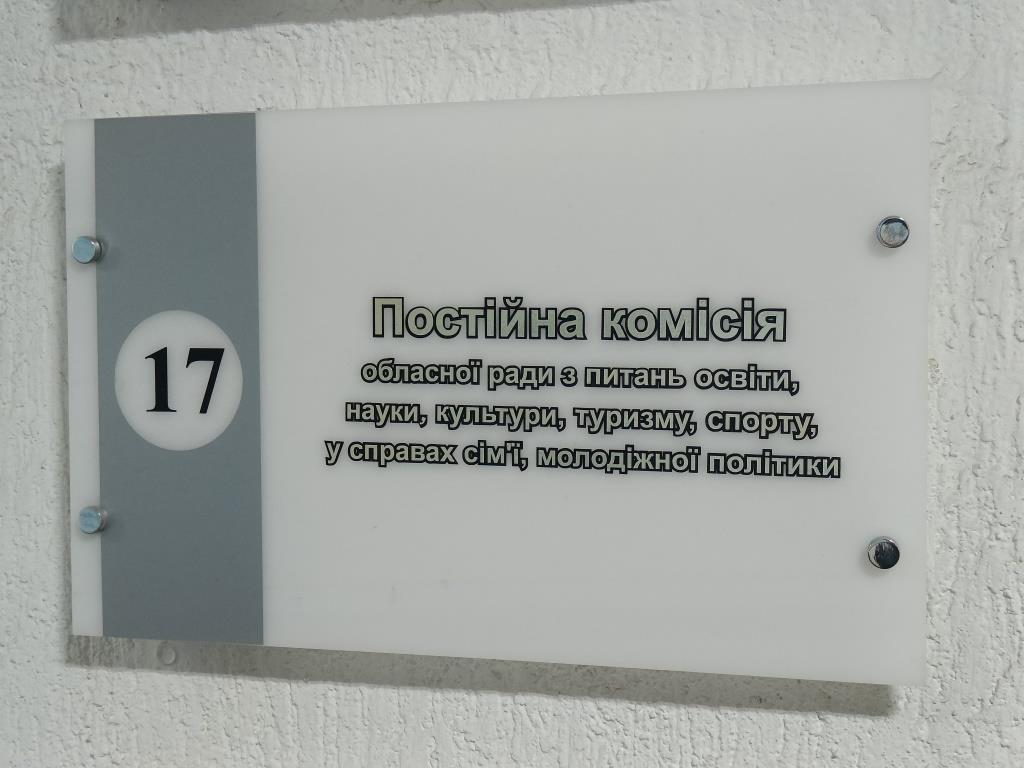 17
Постійна комісія
обласної ради з питань освіти,
науки, культури, туризму, спорту,
у справах сім'ї, молодіжної політики